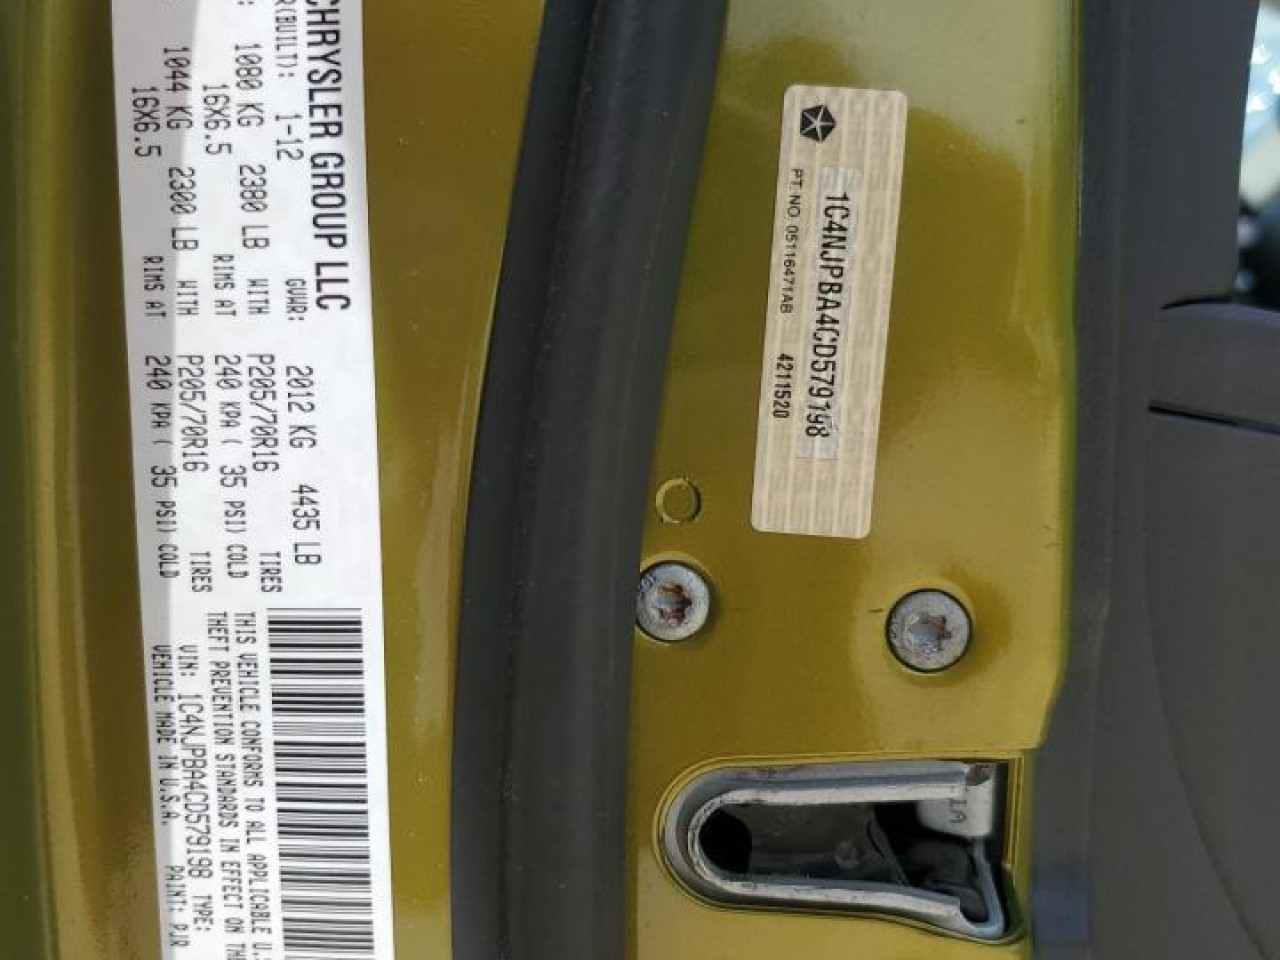 CHRYSLER GROUP LLC
R(BUILT): 1-12 GVWR: 2012 KG 4435 LB
: 1080 KG 2380 LB WITH P205/70R16 TIRES
16X6.5 RIMS AT 240 KPA ( 35 PSI) COLD
1044 KG 2300 LB WITH P205/70R16 TIRES
16X6.5 RIMS AT 240 KPA ( 35 PSI) COLD
THIS VEHICLE CONFORMS TO ALL APPLICABLE U.S
THEFT PREVENTION STANDARDS IN EFFECT ON TH
VIN: 1C4NJPBA4CD579198 TYPE:
VEHICLE MADE IN U.S.A. PAINT: PJR
1C4NJPBA4CD579198
PT. NO. 05116471AB 4211520
1A